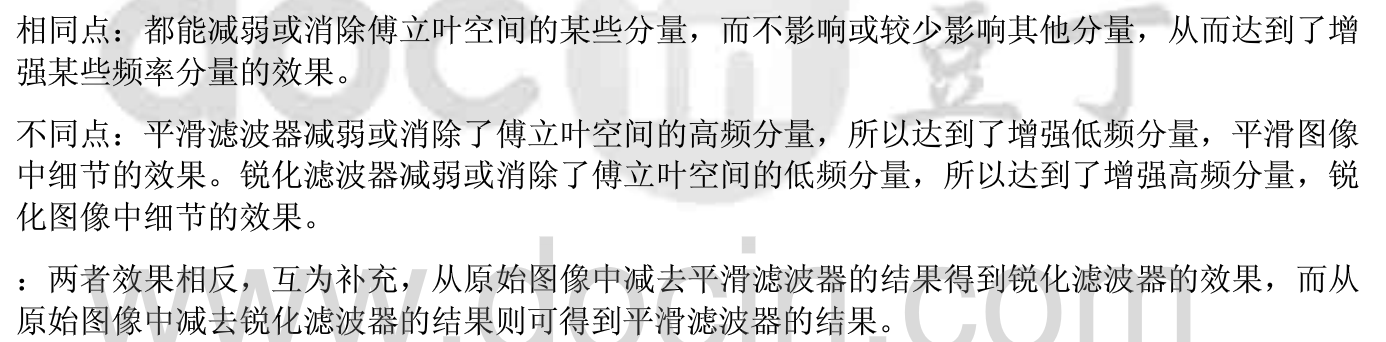 相同点：都能减弱或消除傅立叶空间的某些分量，而不影响或较少影响其他分量，从而达到了增
强某些频率分量的效果。
不同点：平滑滤波器减弱或消除了傅立叶空间的高频分量，所以达到了增强低频分量，平滑图像
中细节的效果。锐化滤波器减弱或消除了傅立叶空间的低频分量，所以达到了增强高频分量，锐
化图像中细节的效果。
：两者效果相反，互为补充，从原始图像中减去平滑滤波器的结果得到锐化滤波器的效果，而从
原始图像中减去锐化滤波器的结果则可得到平滑滤波器的结果。
docin 豆丁
www.docin.com